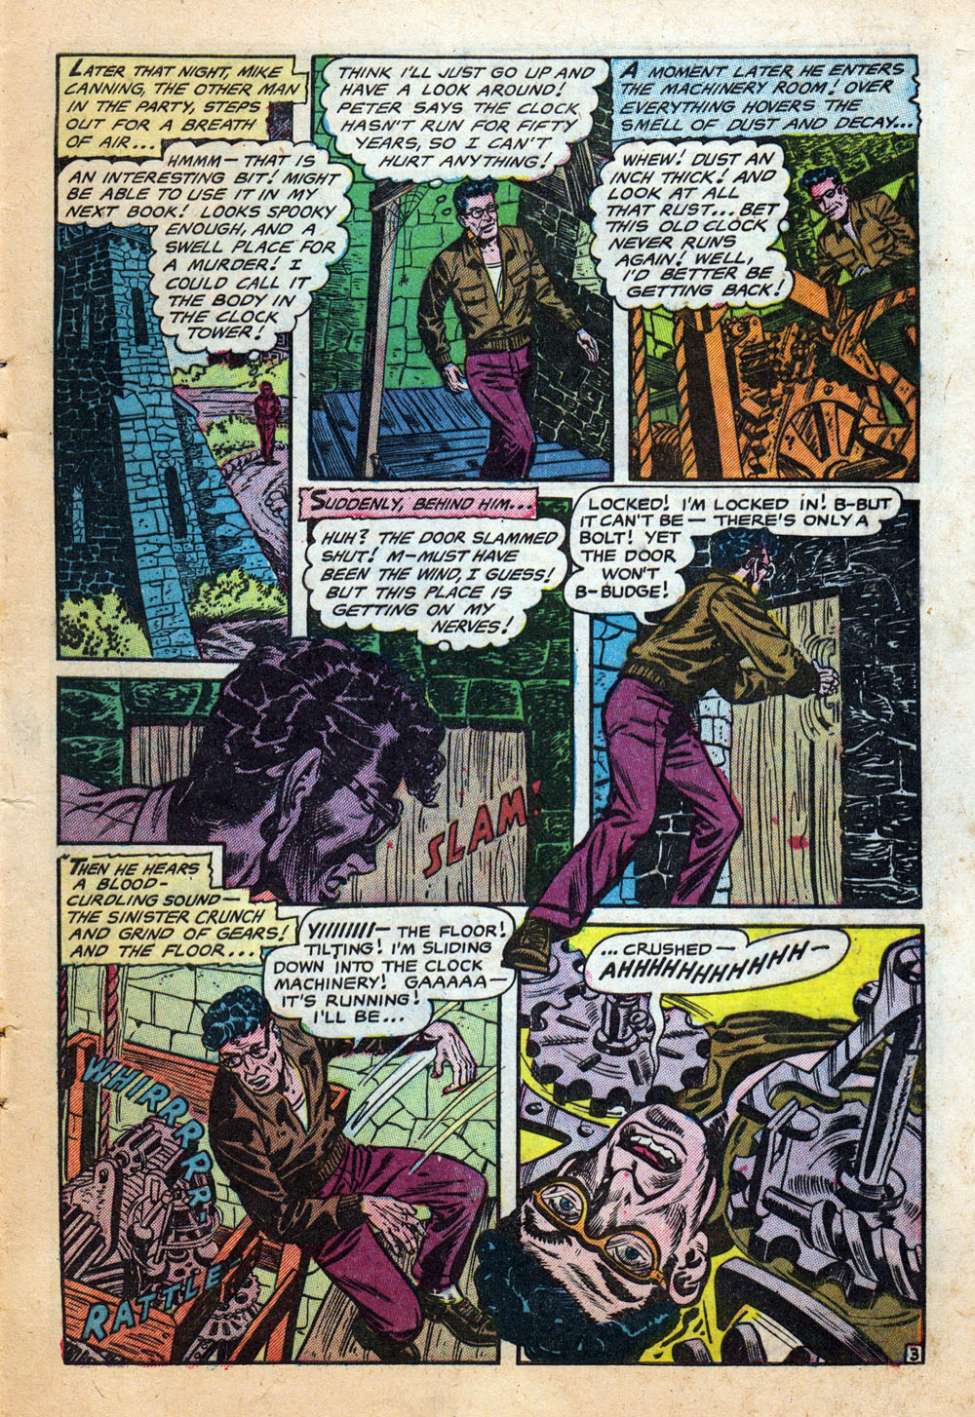 LATER THAT NIGHT, MIKE
CANNING, THE OTHER MAN
IN THE PARTY, STEPS
OUT FOR A BREATH
OF AIR...
HMMM— THAT IS
AN INTERESTING BIT! MIGHT
BE ABLE TO USE IT IN MY
NEXT BOOK! LOOKS SPOOKY
ENOUGH, AND A
SWELL PLACE FOR
A MURDER! I
COULD CALL IT
THE BODY IN
THE CLOCK
TOWER!
THINK I'LL JUST GO UP AND
HAVE A LOOK AROUND!
PETER SAYS THE CLOCK
HASN'T RUN FOR FIFTY
YEARS, SO I CAN'T
HURT ANYTHING!
A MOMENT LATER HE ENTERS
THE MACHINERY ROOM! OVER
EVERYTHING HOVERS THE
SMELL OF DUST AND DECAY...
WHEW! DUST AN
INCH THICK! AND
LOOK AT ALL
THAT RUST... BET
THIS OLD CLOCK
NEVER RUNS
AGAIN! WELL,
I'D BETTER BE
GETTING BACK!
SUDDENLY, BEHIND HIM...
HUH? THE DOOR SLAMMED
SHUT! M-MUST HAVE
BEEN THE WIND, I GUESS!
BUT THIS PLACE IS
GETTING ON MY
NERVES!
SLAM!
LOCKED! I'M LOCKED IN! B-BUT
IT CAN'T BE— THERE'S ONLY A
BOLT! YET
THE DOOR
WON'T
B-BUDGE!
THEN HE HEARS
A BLOOD-
CURDLING SOUND—
THE SINISTER CRUNCH
AND GRIND OF GEARS!
AND THE FLOOR...
YIIIIIII— THE FLOOR!
TILTING! I'M SLIDING
DOWN INTO THE CLOCK
MACHINERY! GAAAAA—
IT'S RUNNING!
I'LL BE...
WHIRRRR-R-R-
RATTLE—
...CRUSHED—
AHHHHHHHHHHHH—
3